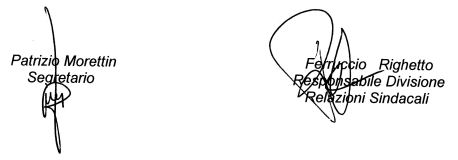 Patrizio Morettin
Segretario
Ferruccio Righetto
Responsabile Divisione
Relazioni Sindacali